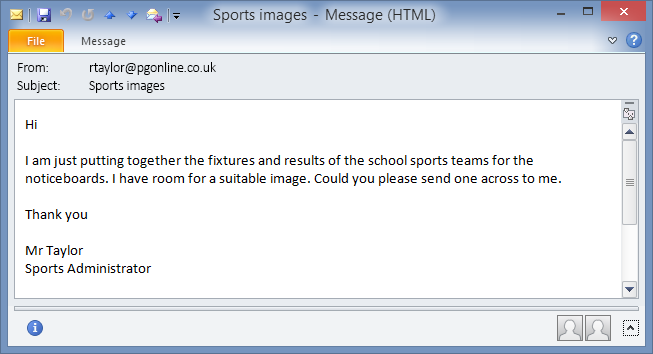 Sports images - Message (HTML)
File Message
From: rtaylor@pgonline.co.uk
Subject: Sports images
Hi
I am just putting together the fixtures and results of the school sports teams for the
noticeboards. I have room for a suitable image. Could you please send one across to me.
Thank you
Mr Taylor
Sports Administrator